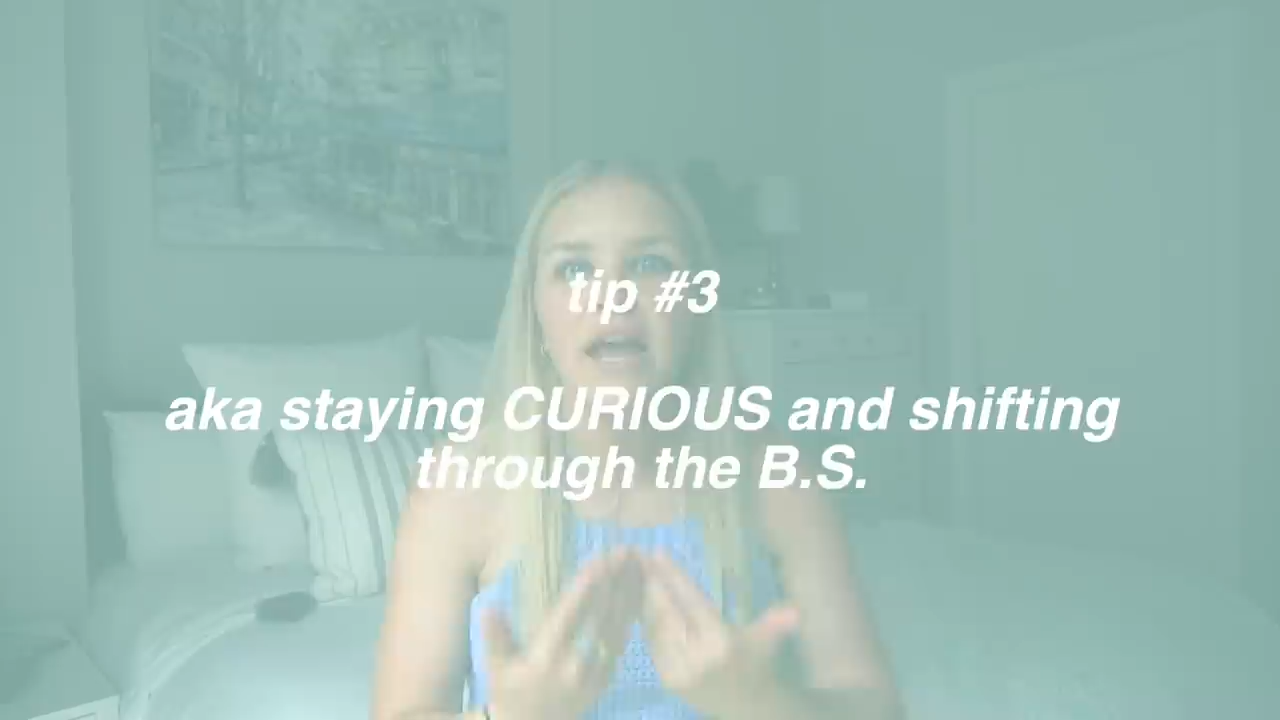 tip #3
aka staying CURIOUS and shifting
through the B.S.